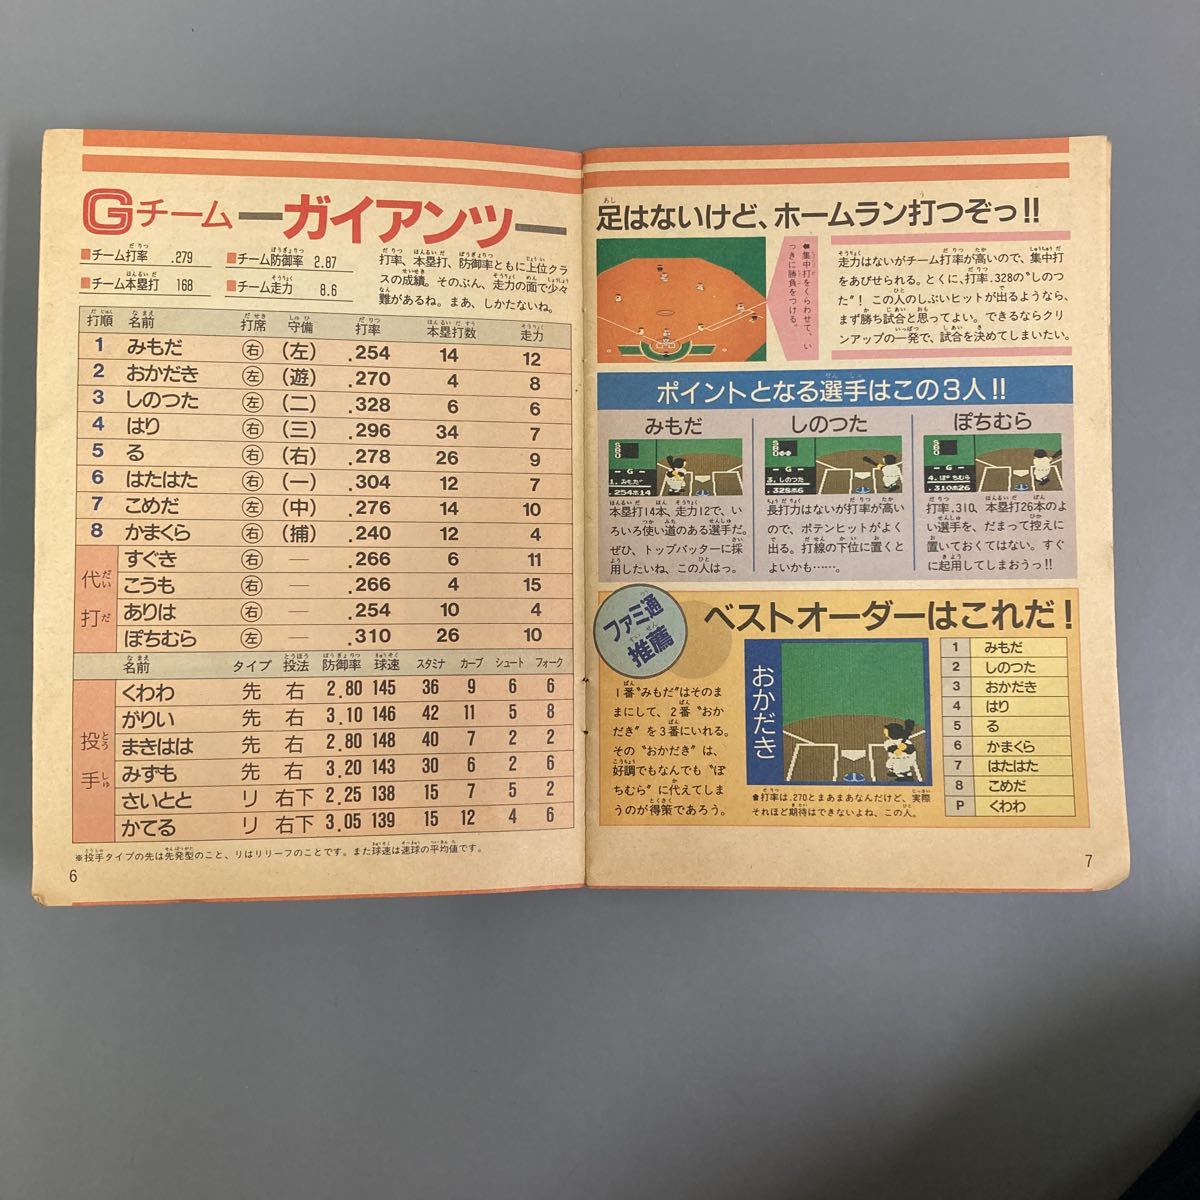 Gチーム ―ガイアンツ―
■チーム打率 .279
■チーム防御率 2.87
■チーム本塁打 168
■チーム走力 8.6
打率、本塁打、防御率ともに上位クラ
スの成績。そのぶん、走力の面で少々
難があるね。まあ、しかたないね。
打順 名前 打席 守備 打率 本塁打数 走力
1 みもだ 右 (左) .254 14 12
2 おかだき 左 (遊) .270 4 8
3 しのつた 左 (二) .328 6 6
4 はり 右 (三) .296 34 7
5 る 右 (右) .278 26 9
6 はたはた 右 (一) .304 12 7
7 こめだ 左 (中) .276 14 10
8 かまくら 右 (捕) .240 12 4
代打
すぐき 右 ― .266 6 11
こうも 右 ― .266 4 15
ありは 右 ― .254 10 4
ぽちむら 左 ― .310 26 10
名前 タイプ 投法 防御率 球速 スタミナ カーブ シュート フォーク
投手
くわわ 先 右 2.80 145 36 9 6 6
がりい 先 右 3.10 146 42 11 5 8
まきはは 先 右 2.80 148 40 7 2 2
みずも 先 右 3.20 143 30 6 2 6
さいとと リ 右下 2.25 138 15 7 5 2
かてる リ 右下 3.05 139 15 12 4 6
※投手タイプの先は先発型のこと、リはリリーフのことです。また球速は速球の平均値です。
6
足はないけど、ホームラン打つぞっ!!
●集中打をくらわせて、いっきに勝負をつける。
走力はないがチーム打率が高いので、集中打
をあびせられる。とくに、打率.328の〝しのつ
た〟! この人のしぶいヒットが出るようなら、
まず勝ち試合と思ってよい。できるならクリ
ンアップの一発で、試合を決めてしまいたい。
ポイントとなる選手はこの3人!!
みもだ
S
B
O
-G-
1.みもだ
.254ホ14
本塁打14本、走力12で、い
ろいろ使い道のある選手だ。
ぜひ、トップバッターに採
用したいね、この人はっ。
しのつた
S
B
O
-G-
3.しのつた
.328ホ6
長打力はないが打率が高い
ので、ポテンヒットがよく
出る。打線の下位に置くと
よいかも……。
ぽちむら
S
B
O
-G-
4.ぽちむら
.310ホ26
打率.310、本塁打26本のよ
い選手を、だまって控えに
置いておくてはない。すぐ
に起用してしまおうっ!!
ファミ通推薦
ベストオーダーはこれだ!
1番〝みもだ〟はそのま
まにして、2番〝おか
だき〟を3番にいれる。
その〝おかだき〟は、
好調でもなんでも〝ぽ
ちむら〟に代えてしま
うのが得策であろう。
おかだき
●打率は.270とまあまあなんだけど、実際
それほど期待はできないよね、この人。
1 みもだ
2 しのつた
3 おかだき
4 はり
5 る
6 かまくら
7 はたはた
8 こめだ
P くわわ
7